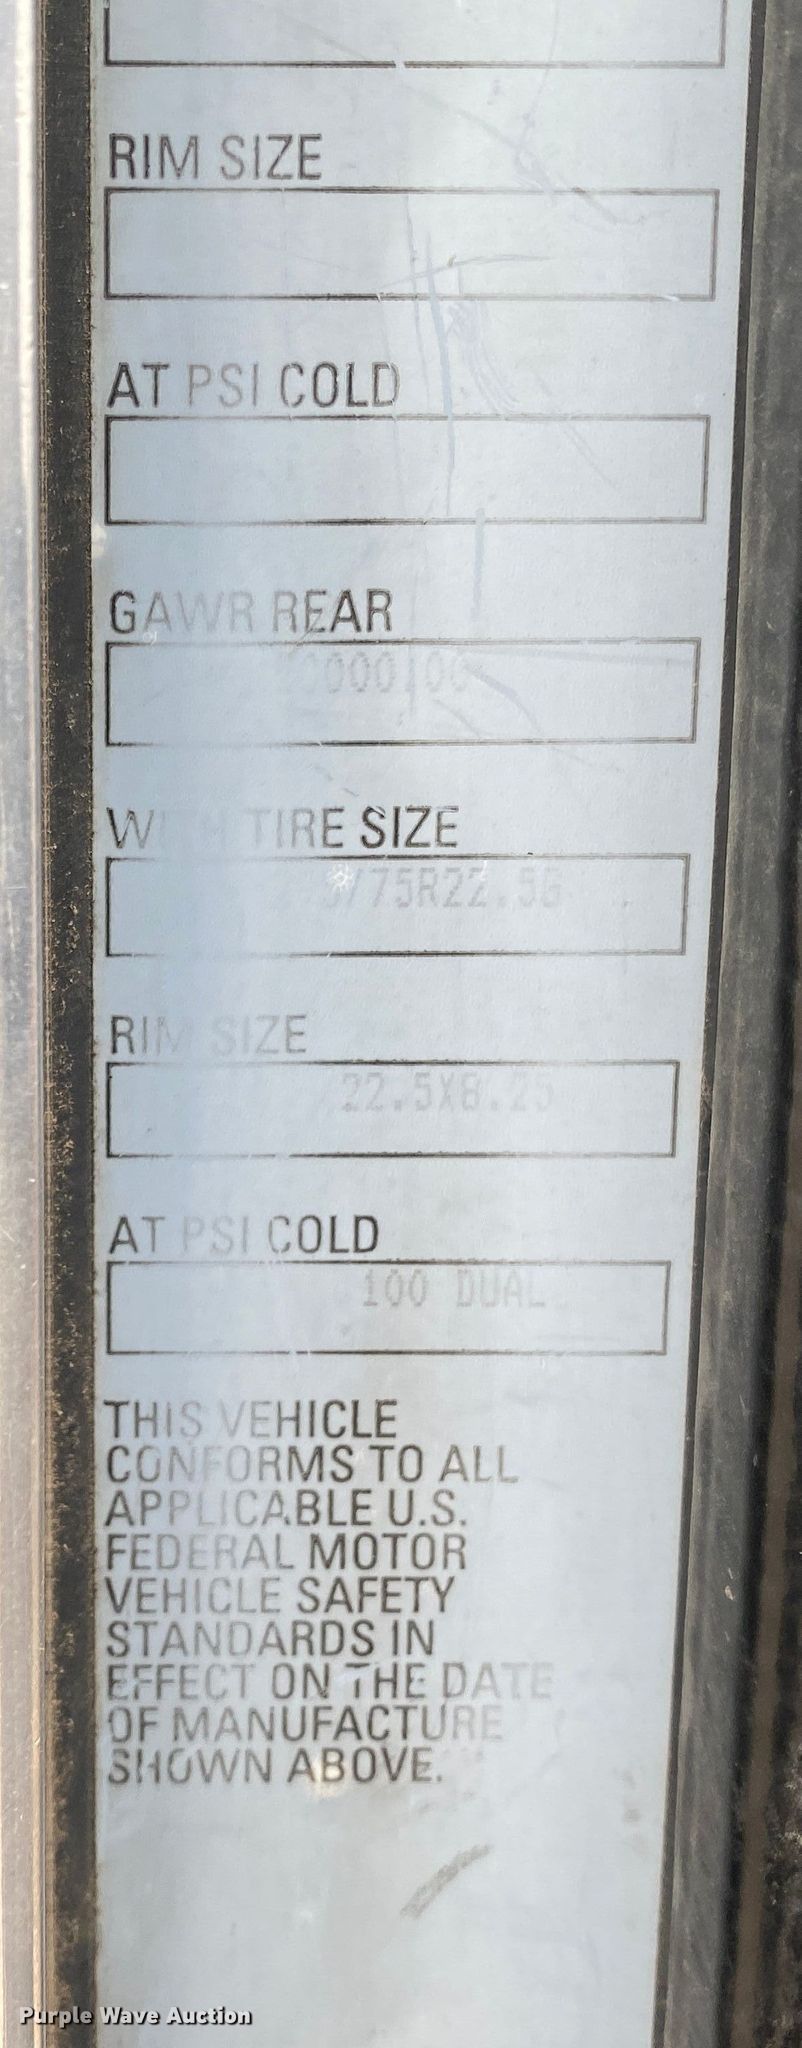 RIM SIZE
AT PSI COLD
GAWR REAR
WITH TIRE SIZE
RIM SIZE
22.5X8.25
AT PSI COLD
100 DUAL
THIS VEHICLE
CONFORMS TO ALL
APPLICABLE U.S.
FEDERAL MOTOR
VEHICLE SAFETY
STANDARDS IN
EFFECT ON THE DATE
OF MANUFACTURE
SHOWN ABOVE.
Purple Wave Auction